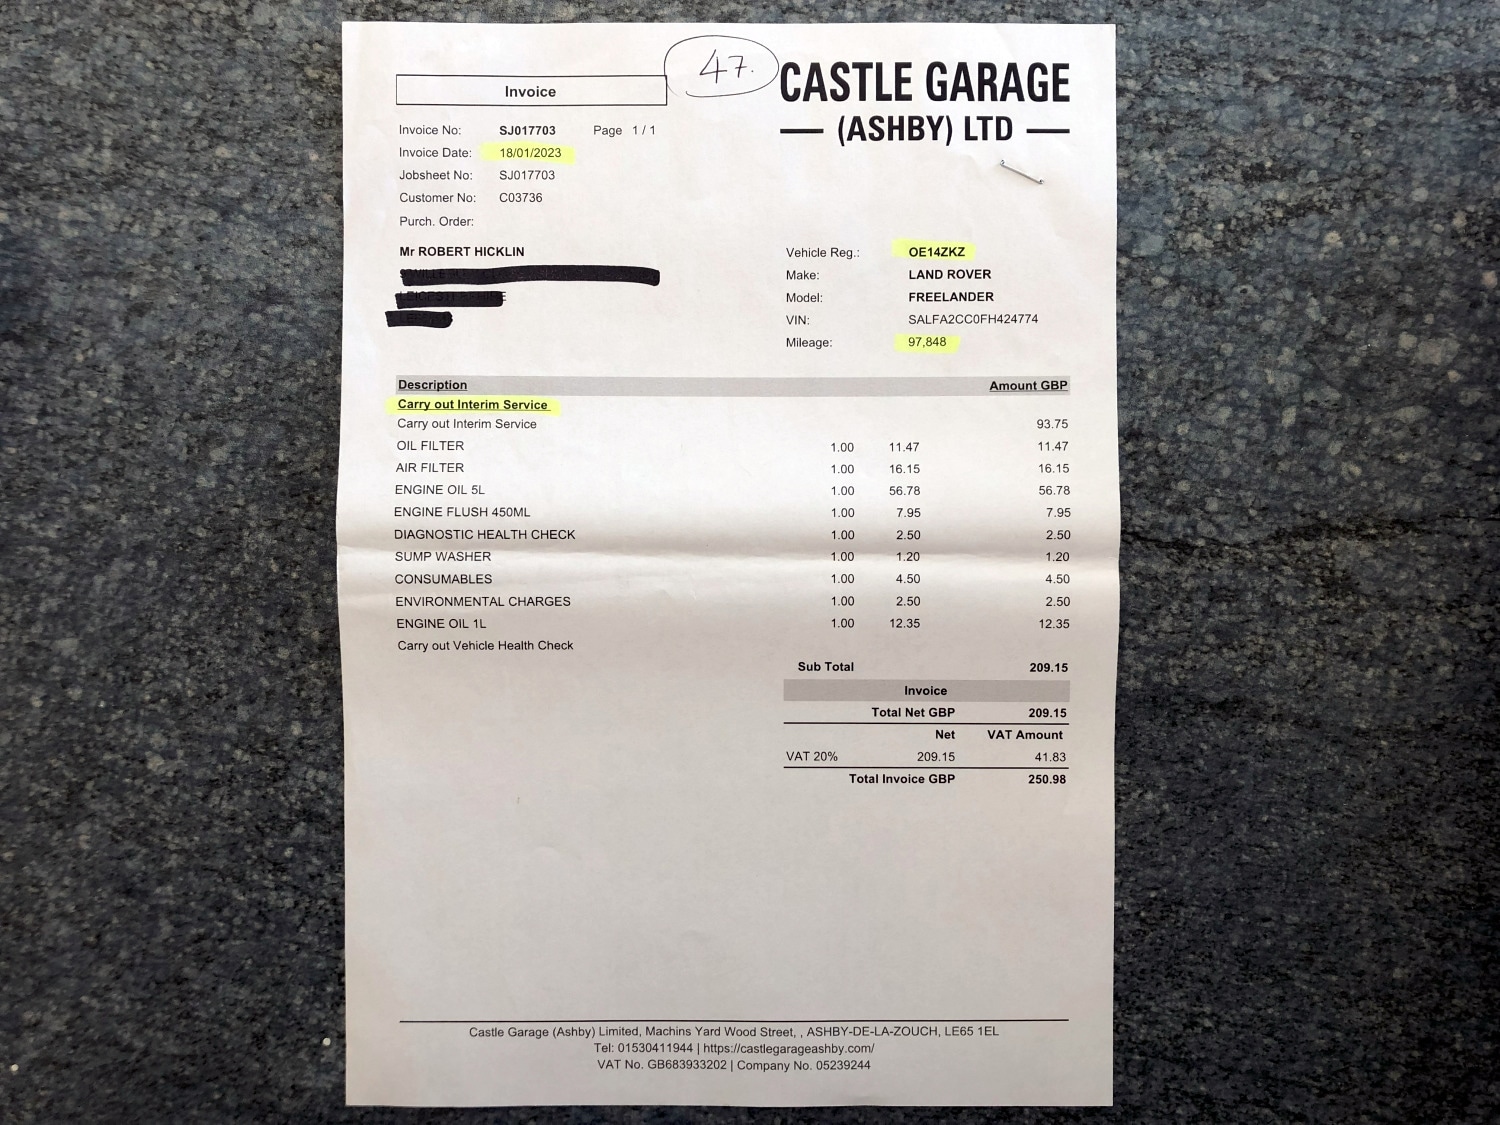 47.
Invoice
CASTLE GARAGE
(ASHBY) LTD
Invoice No: SJ017703 Page 1 / 1
Invoice Date: 18/01/2023
Jobsheet No: SJ017703
Customer No: C03736
Purch. Order:
Mr ROBERT HICKLIN
Vehicle Reg.: OE14ZKZ
Make: LAND ROVER
Model: FREELANDER
VIN: SALFA2CC0FH424774
Mileage: 97,848
Description Amount GBP
Carry out Interim Service
Carry out Interim Service 93.75
OIL FILTER 1.00 11.47 11.47
AIR FILTER 1.00 16.15 16.15
ENGINE OIL 5L 1.00 56.78 56.78
ENGINE FLUSH 450ML 1.00 7.95 7.95
DIAGNOSTIC HEALTH CHECK 1.00 2.50 2.50
SUMP WASHER 1.00 1.20 1.20
CONSUMABLES 1.00 4.50 4.50
ENVIRONMENTAL CHARGES 1.00 2.50 2.50
ENGINE OIL 1L 1.00 12.35 12.35
Carry out Vehicle Health Check
Sub Total 209.15
Invoice
Total Net GBP 209.15
Net VAT Amount
VAT 20% 209.15 41.83
Total Invoice GBP 250.98
Castle Garage (Ashby) Limited, Machins Yard Wood Street, , ASHBY-DE-LA-ZOUCH, LE65 1EL
Tel: 01530411944 | https://castlegarageashby.com/
VAT No. GB683933202 | Company No. 05239244